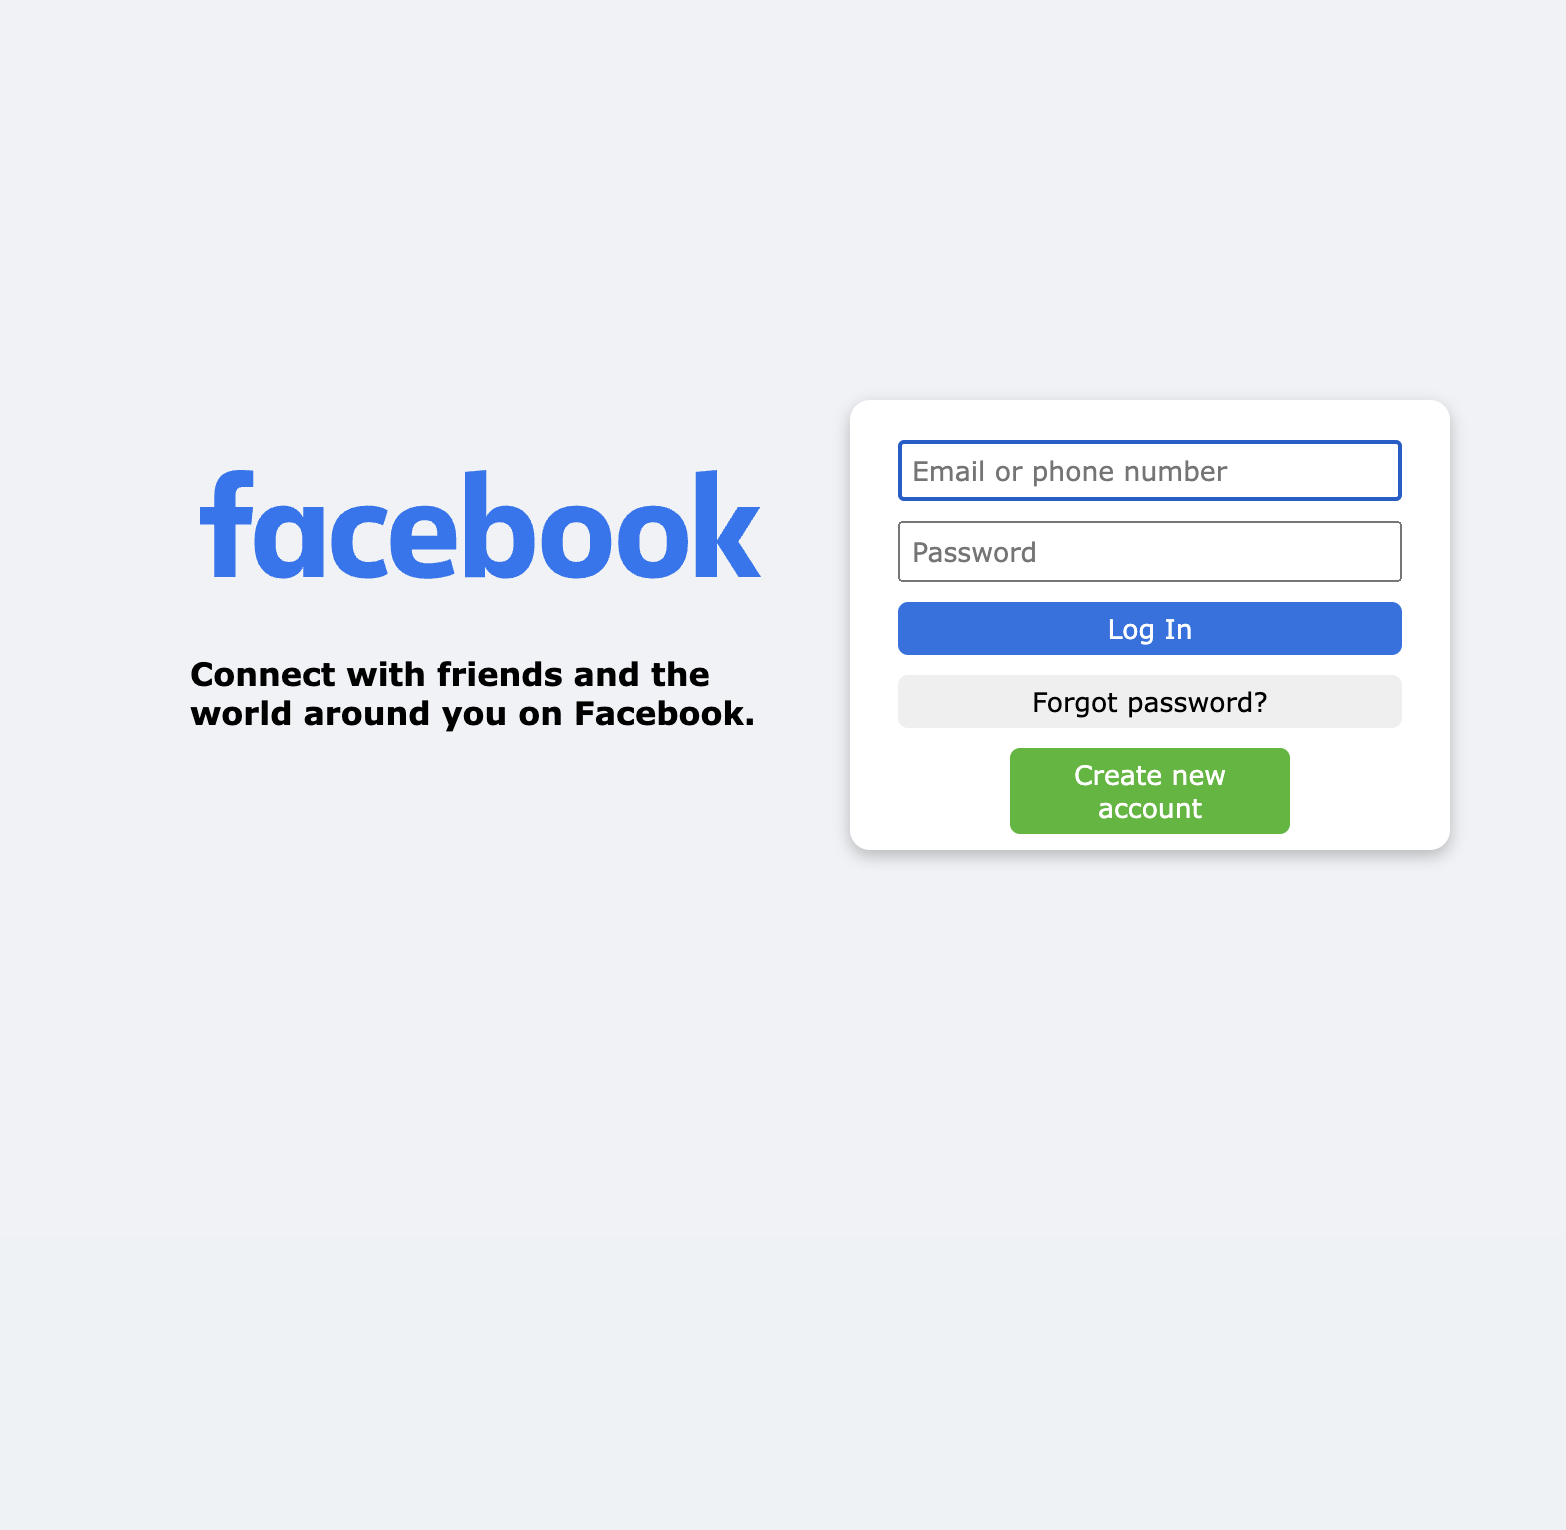 facebook
Connect with friends and the
world around you on Facebook.
Email or phone number
Password
Log In
Forgot password?
Create new
account